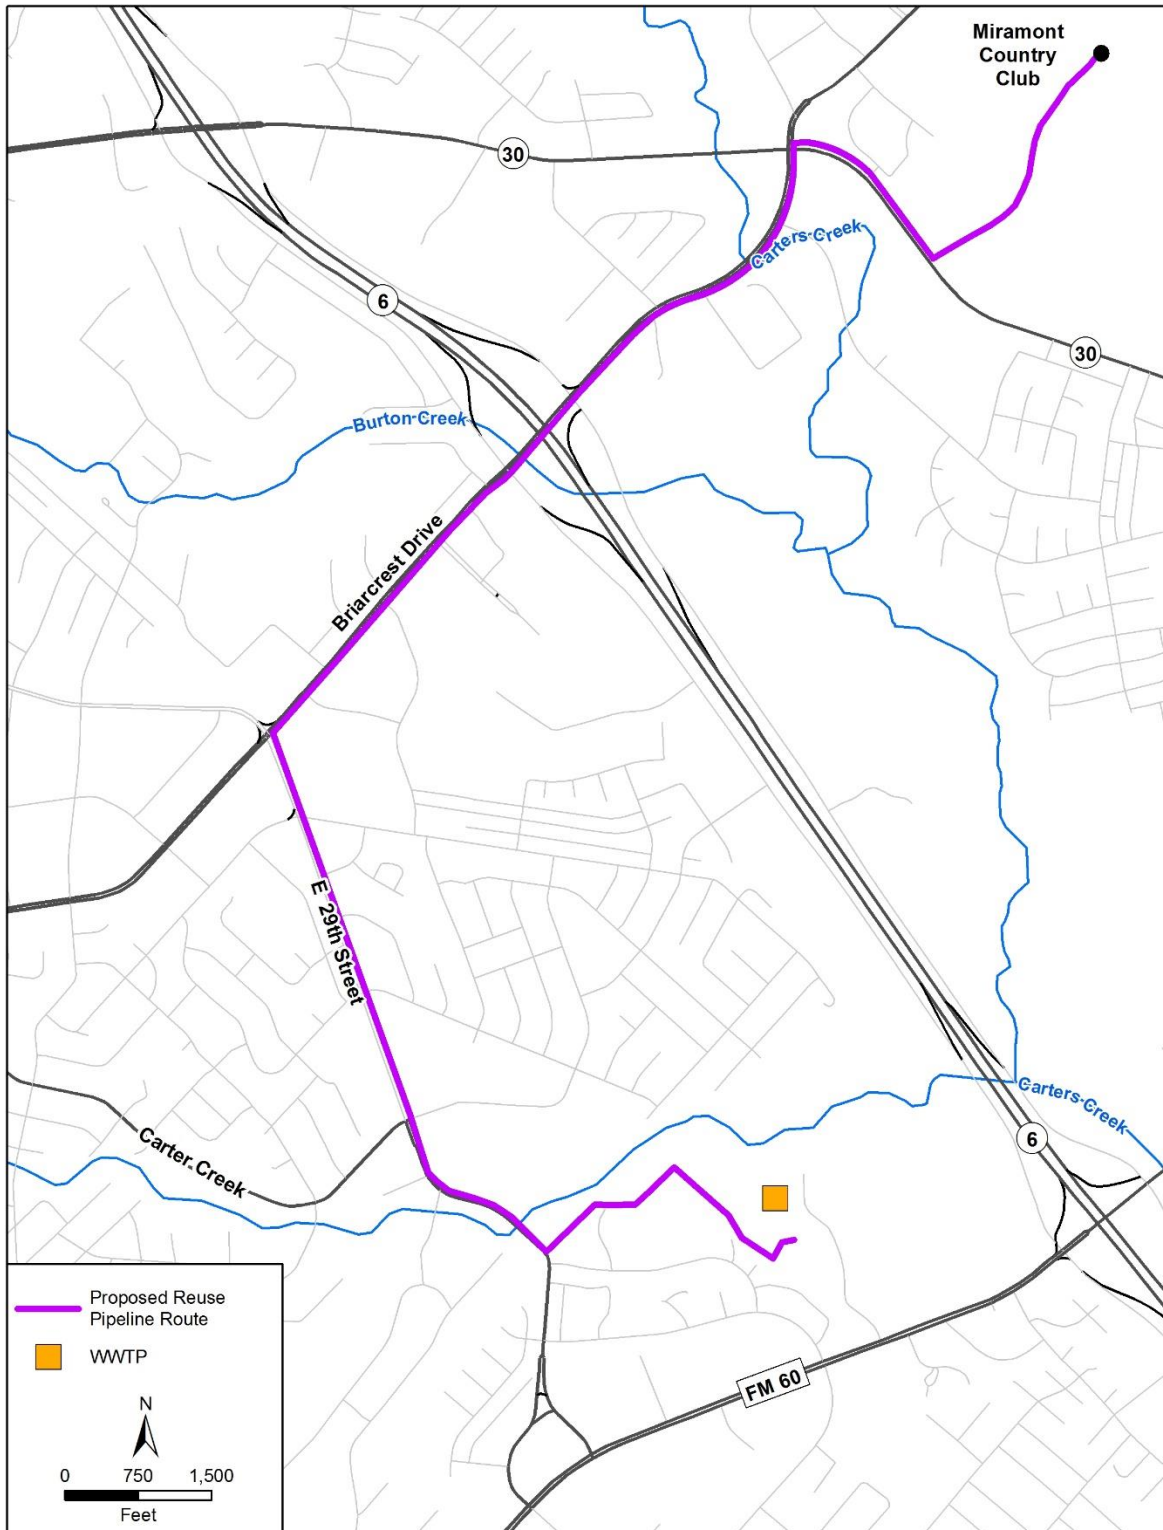 Miramont
Country
Club
30
Carters Creek
6
30
Burton Creek
Briarcrest Drive
E 29th Street
Carters Creek
6
Carter Creek
FM 60
Proposed Reuse
Pipeline Route
WWTP
N
0 750 1,500
Feet